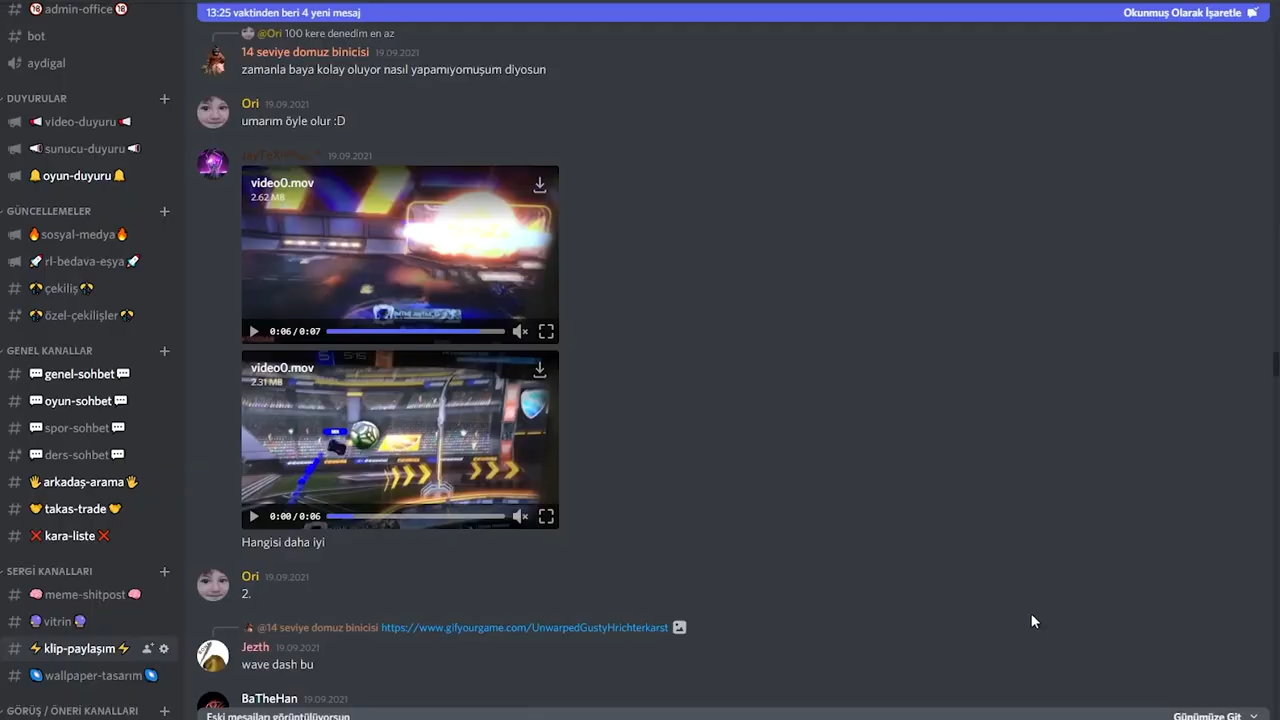 admin-office
bot
aydigal
DUYURULAR
video-duyuru
sunucu-duyuru
oyun-duyuru
GÜNCELLEMELER
sosyal-medya
rl-bedava-eşya
çekiliş
özel-çekilişler
GENEL KANALLAR
genel-sohbet
oyun-sohbet
spor-sohbet
ders-sohbet
arkadaş-arama
takas-trade
kara-liste
SERGİ KANALLARI
meme-shitpost
vitrin
klip-paylaşım
wallpaper-tasarım
GÖRÜŞ / ÖNERİ KANALLARI
13:25 vaktinden beri 4 yeni mesaj
Okunmuş Olarak İşaretle
@Ori 100 kere denedim en az
14 seviye domuz binicisi 19.09.2021
zamanla baya kolay oluyor nasıl yapamıyomuşum diyosun
Ori 19.09.2021
umarım öyle olur :D
19.09.2021
video0.mov
2.62 MB
0:06/0:07
video0.mov
2.31 MB
0:00/0:06
Hangisi daha iyi
Ori 19.09.2021
2.
@14 seviye domuz binicisi https://www.gifyourgame.com/UnwarpedGustyHrichterkarst
Jezth 19.09.2021
wave dash bu
BaTheHan 19.09.2021
Eski mesajları görüntülüyorsun
Günümüze Git